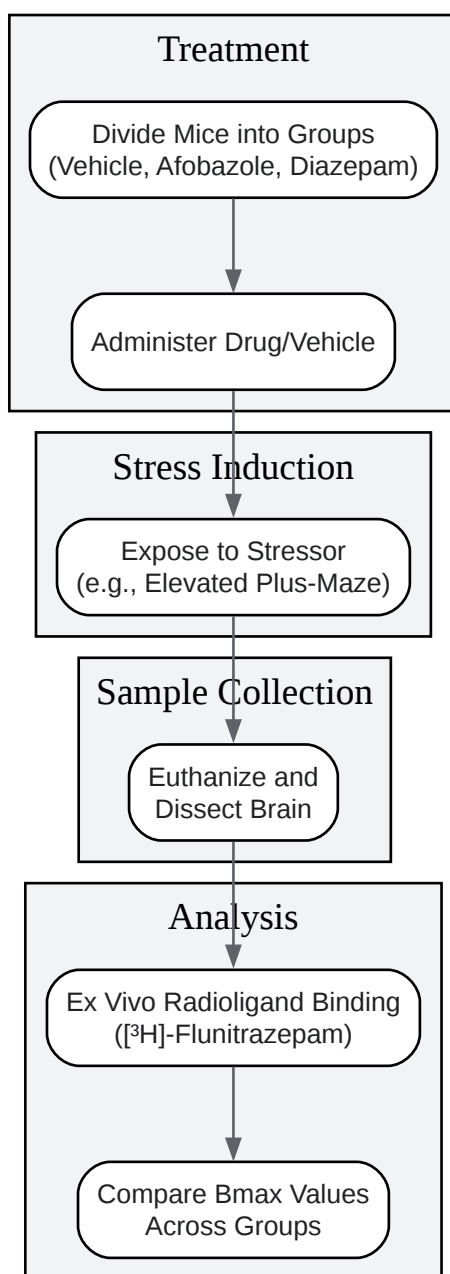 Treatment
Divide Mice into Groups
(Vehicle, Afobazole, Diazepam)
Administer Drug/Vehicle
Stress Induction
Expose to Stressor
(e.g., Elevated Plus-Maze)
Sample Collection
Euthanize and
Dissect Brain
Analysis
Ex Vivo Radioligand Binding
([³H]-Flunitrazepam)
Compare Bmax Values
Across Groups